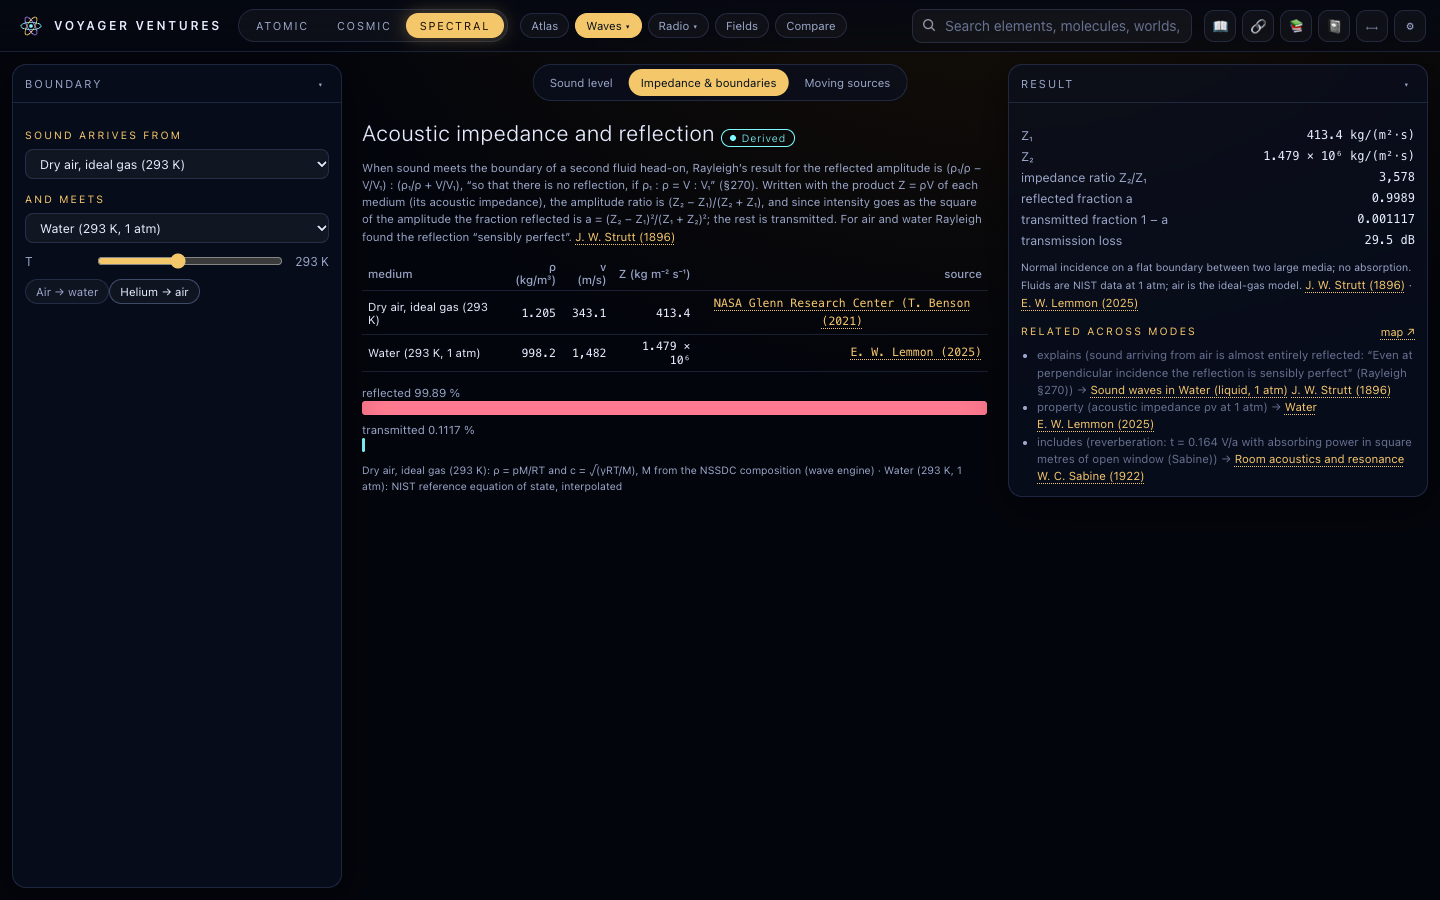 VOYAGER VENTURES
ATOMIC
COSMIC
SPECTRAL
Atlas
Waves ▾
Radio ▾
Fields
Compare
Search elements, molecules, worlds,
BOUNDARY
SOUND ARRIVES FROM
Dry air, ideal gas (293 K)
AND MEETS
Water (293 K, 1 atm)
T
293 K
Air → water
Helium → air
Sound level
Impedance & boundaries
Moving sources
Acoustic impedance and reflection
Derived
When sound meets the boundary of a second fluid head-on, Rayleigh's result for the reflected amplitude is (ρ₁/ρ −
V/V₁) : (ρ₁/ρ + V/V₁), “so that there is no reflection, if ρ₁ : ρ = V : V₁” (§270). Written with the product Z = ρV of each
medium (its acoustic impedance), the amplitude ratio is (Z₂ − Z₁)/(Z₂ + Z₁), and since intensity goes as the square
of the amplitude the fraction reflected is a = (Z₂ − Z₁)²/(Z₁ + Z₂)²; the rest is transmitted. For air and water Rayleigh
found the reflection “sensibly perfect”. J. W. Strutt (1896)
medium ρ (kg/m³) v (m/s) Z (kg m⁻² s⁻¹) source
Dry air, ideal gas (293 K) 1.205 343.1 413.4 NASA Glenn Research Center (T. Benson (2021)
Water (293 K, 1 atm) 998.2 1,482 1.479 × 10⁶ E. W. Lemmon (2025)
reflected 99.89 %
transmitted 0.1117 %
Dry air, ideal gas (293 K): ρ = pM/RT and c = √(γRT/M), M from the NSSDC composition (wave engine) · Water (293 K, 1
atm): NIST reference equation of state, interpolated
RESULT
Z₁ 413.4 kg/(m²·s)
Z₂ 1.479 × 10⁶ kg/(m²·s)
impedance ratio Z₂/Z₁ 3,578
reflected fraction a 0.9989
transmitted fraction 1 − a 0.001117
transmission loss 29.5 dB
Normal incidence on a flat boundary between two large media; no absorption.
Fluids are NIST data at 1 atm; air is the ideal-gas model. J. W. Strutt (1896) ·
E. W. Lemmon (2025)
RELATED ACROSS MODES
map ↗
• explains (sound arriving from air is almost entirely reflected: “Even at
perpendicular incidence the reflection is sensibly perfect” (Rayleigh
§270)) → Sound waves in Water (liquid, 1 atm) J. W. Strutt (1896)
• property (acoustic impedance ρv at 1 atm) → Water
E. W. Lemmon (2025)
• includes (reverberation: t = 0.164 V/a with absorbing power in square
metres of open window (Sabine)) → Room acoustics and resonance
W. C. Sabine (1922)